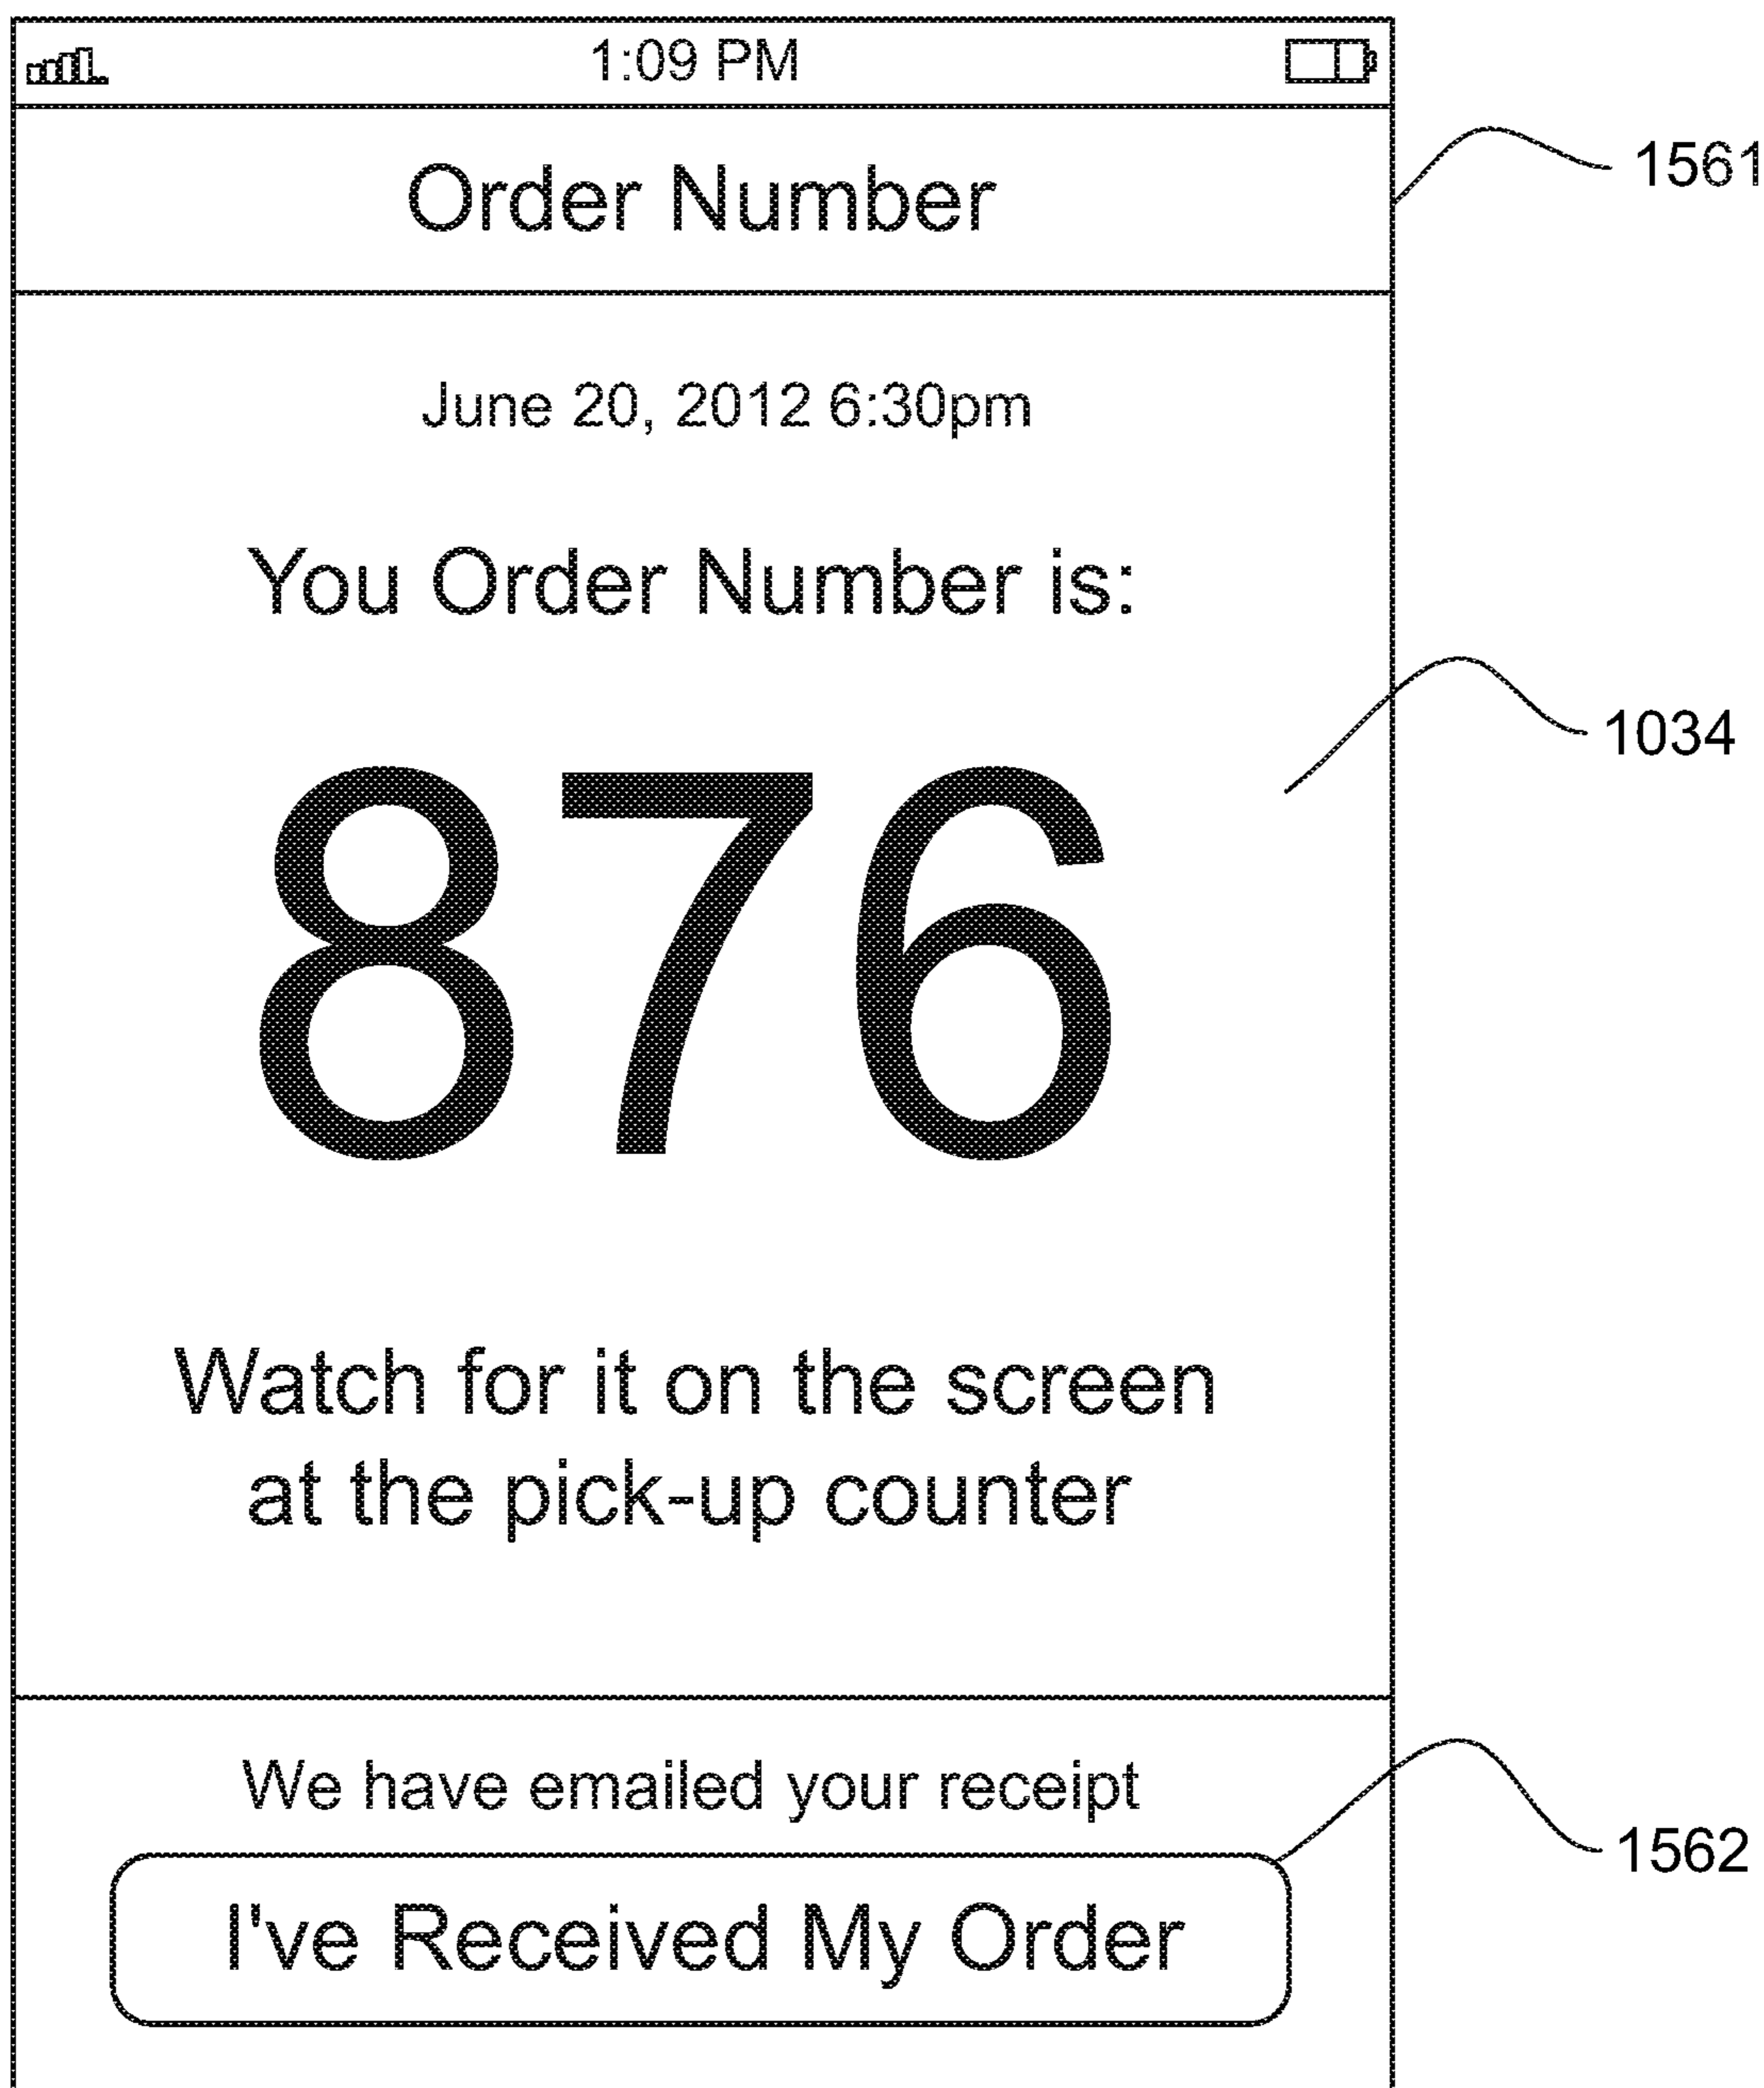 1:09 PM
Order Number
1561
June 20, 2012 6:30pm
You Order Number is:
1034
876
Watch for it on the screen
at the pick-up counter
We have emailed your receipt
1562
I've Received My Order